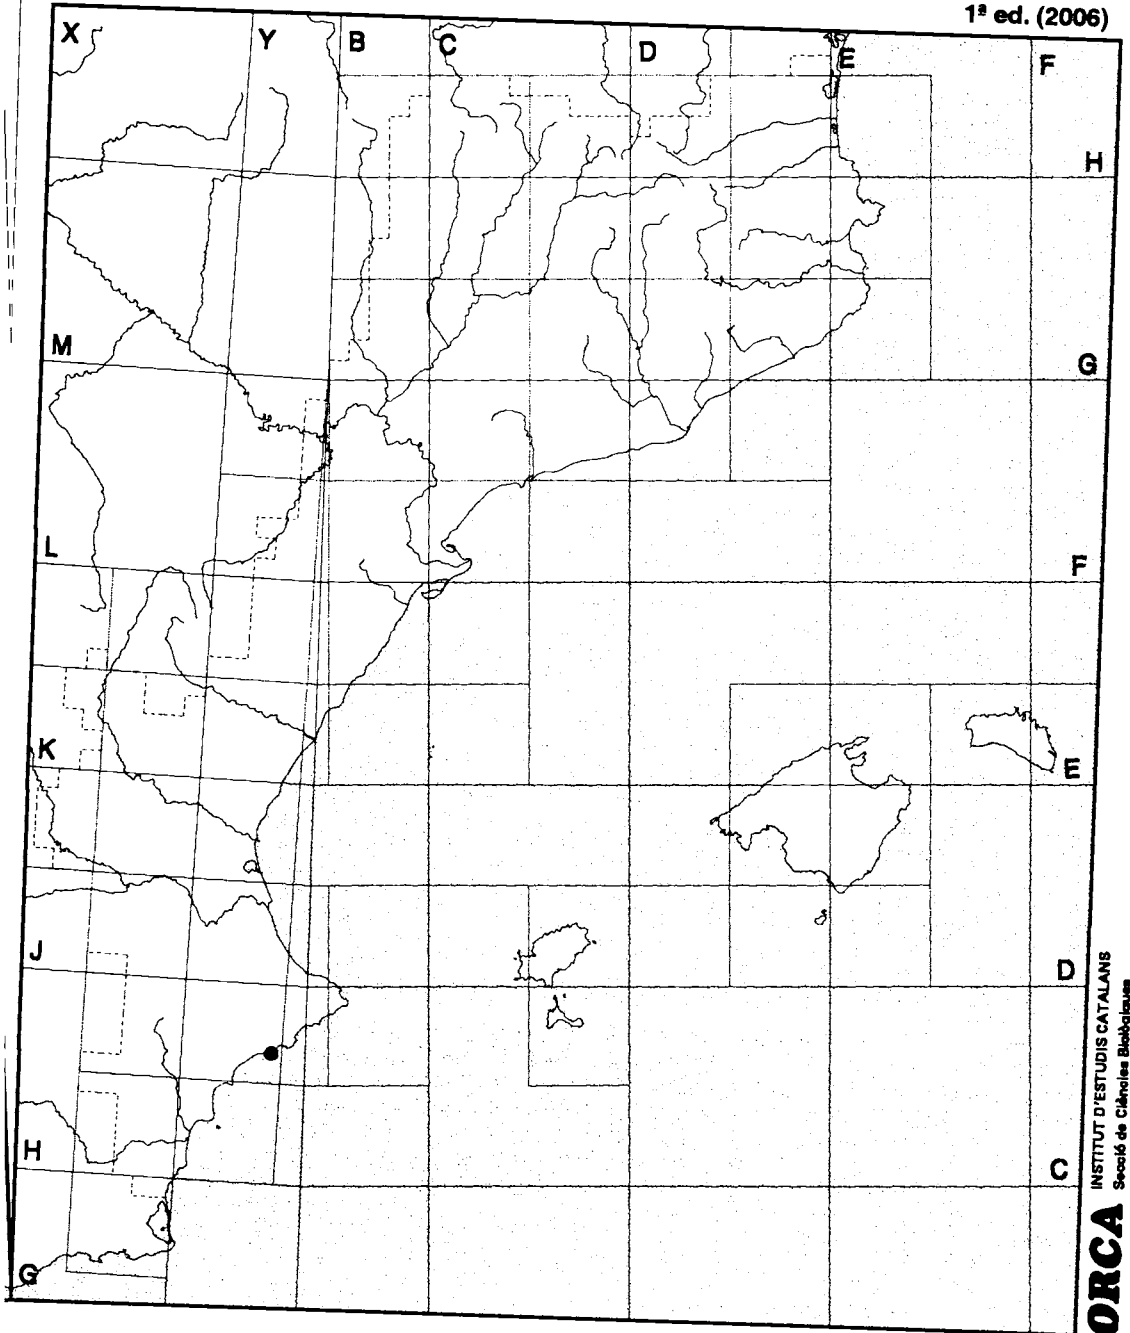 1ª ed. (2006)
X
Y
B
C
D
E
F
H
M
G
L
F
K
E
J
D
H
C
G
ORCA
INSTITUT D'ESTUDIS CATALANS
Secció de Ciències Biològiques